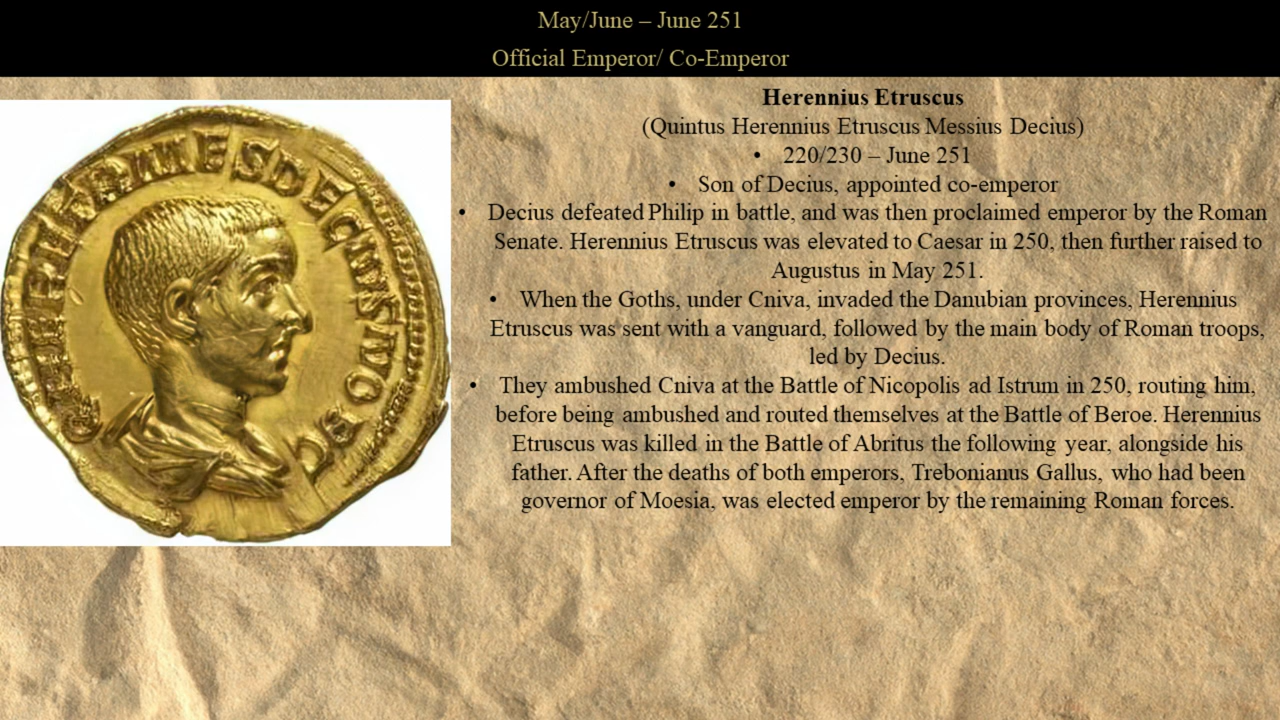 May/June – June 251
Official Emperor/ Co-Emperor
Herennius Etruscus
(Quintus Herennius Etruscus Messius Decius)
• 220/230 – June 251
• Son of Decius, appointed co-emperor
• Decius defeated Philip in battle, and was then proclaimed emperor by the Roman
Senate. Herennius Etruscus was elevated to Caesar in 250, then further raised to
Augustus in May 251.
• When the Goths, under Cniva, invaded the Danubian provinces, Herennius
Etruscus was sent with a vanguard, followed by the main body of Roman troops,
led by Decius.
• They ambushed Cniva at the Battle of Nicopolis ad Istrum in 250, routing him,
before being ambushed and routed themselves at the Battle of Beroe. Herennius
Etruscus was killed in the Battle of Abritus the following year, alongside his
father. After the deaths of both emperors, Trebonianus Gallus, who had been
governor of Moesia, was elected emperor by the remaining Roman forces.